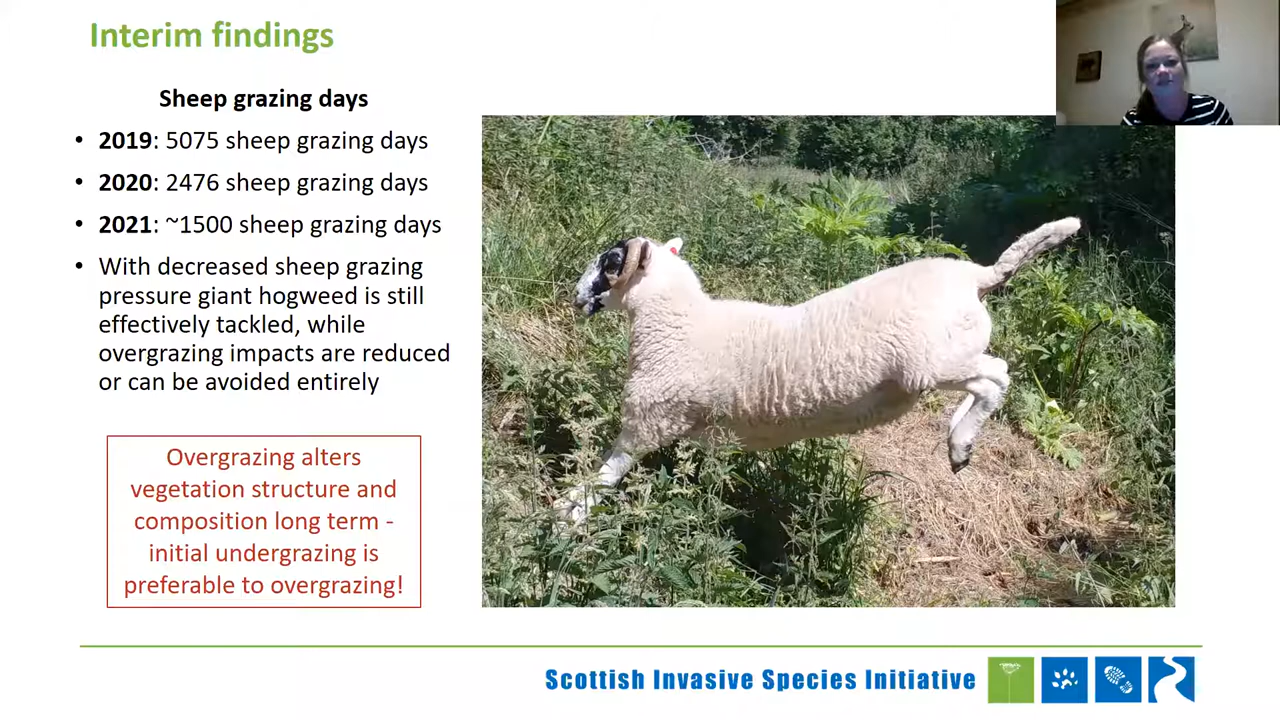 Interim findings
Sheep grazing days
• 2019: 5075 sheep grazing days
• 2020: 2476 sheep grazing days
• 2021: ~1500 sheep grazing days
• With decreased sheep grazing
pressure giant hogweed is still
effectively tackled, while
overgrazing impacts are reduced
or can be avoided entirely
Overgrazing alters
vegetation structure and
composition long term -
initial undergrazing is
preferable to overgrazing!
Scottish Invasive Species Initiative